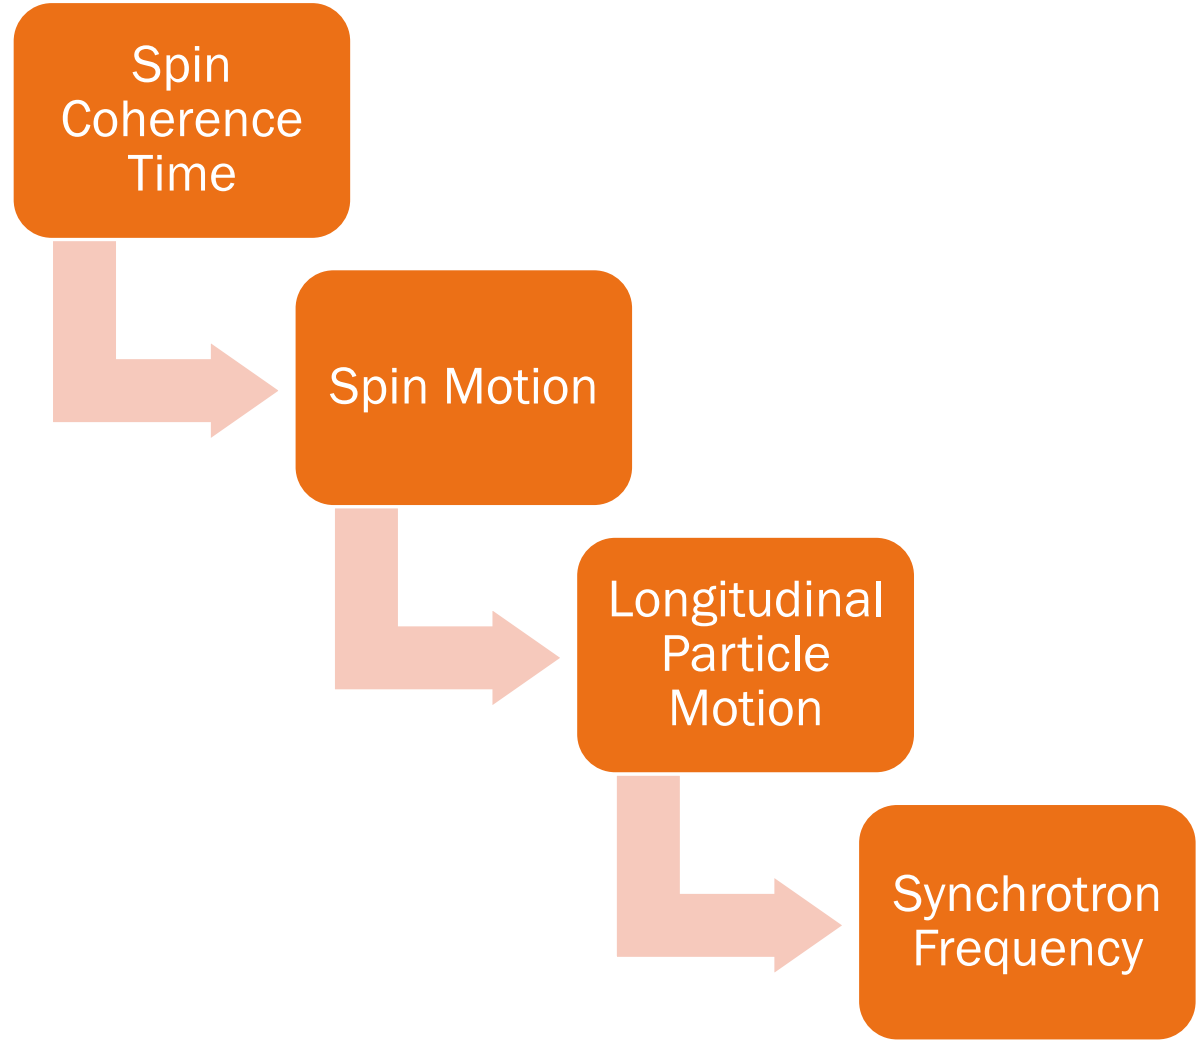 Spin
Coherence
Time
Spin Motion
Longitudinal
Particle
Motion
Synchrotron
Frequency